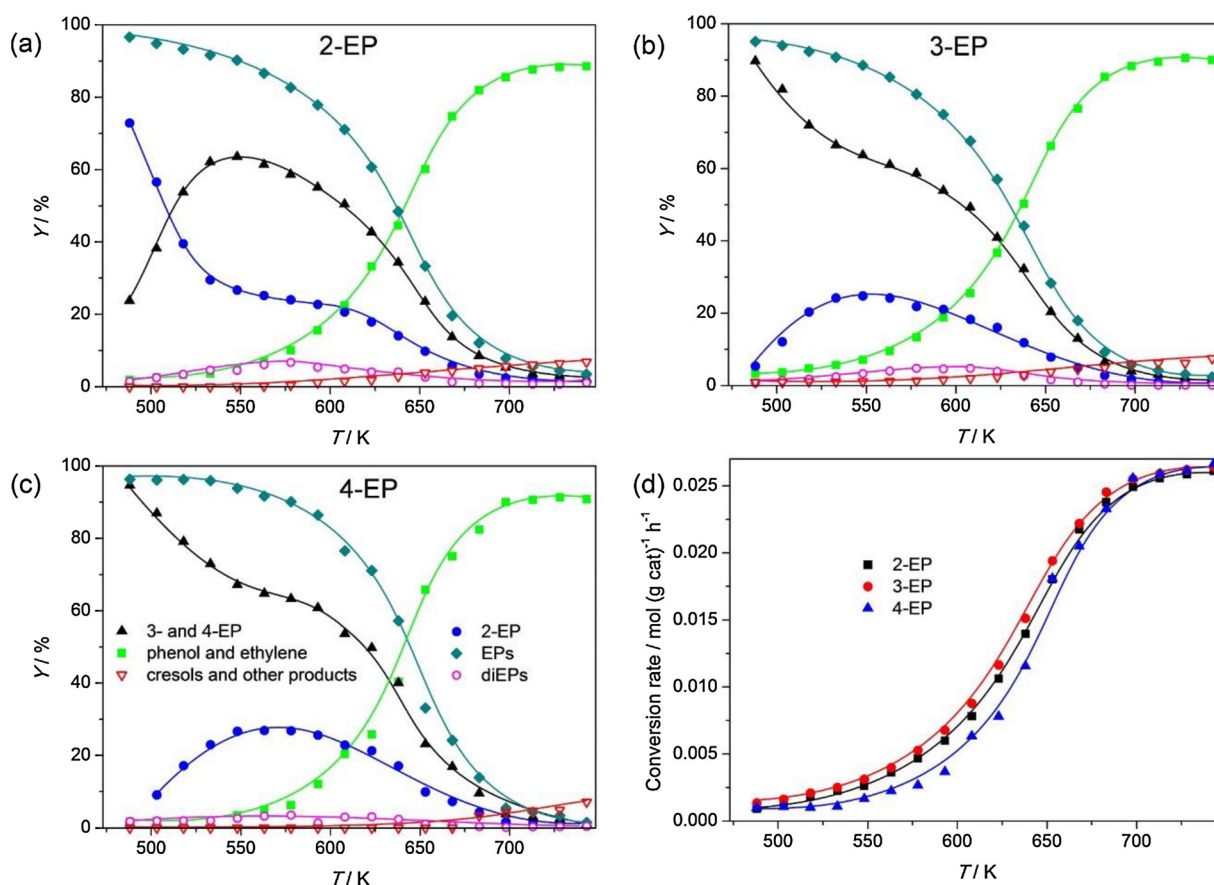 (a)
2-EP
Y / %
100
80
60
40
20
0
500
550
600
650
700
T / K
(b)
3-EP
Y / %
100
80
60
40
20
0
500
550
600
650
700
T / K
(c)
4-EP
Y / %
100
80
60
40
20
0
3- and 4-EP
phenol and ethylene
cresols and other products
2-EP
EPs
diEPs
500
550
600
650
700
T / K
(d)
Conversion rate / mol (g cat)⁻¹ h⁻¹
0.025
0.020
0.015
0.010
0.005
0.000
2-EP
3-EP
4-EP
500
550
600
650
700
T / K